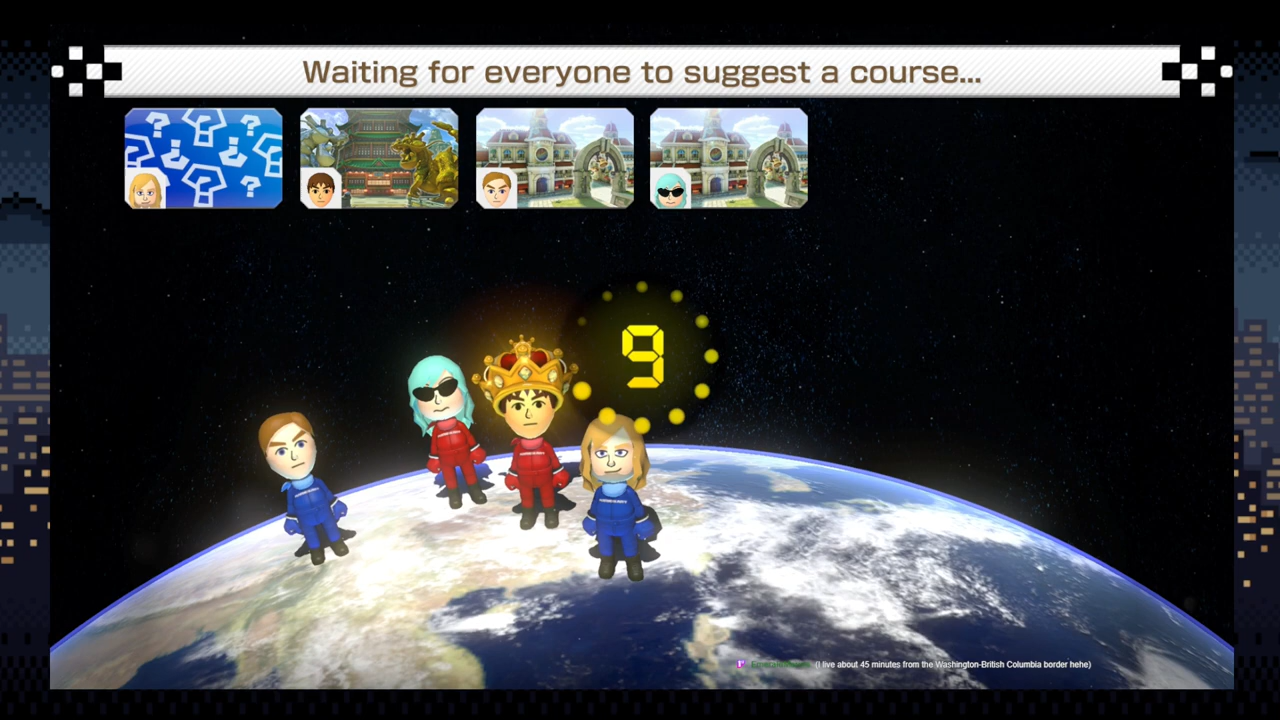 Waiting for everyone to suggest a course...
9
(I live about 45 minutes from the Washington-British Columbia border hehe)